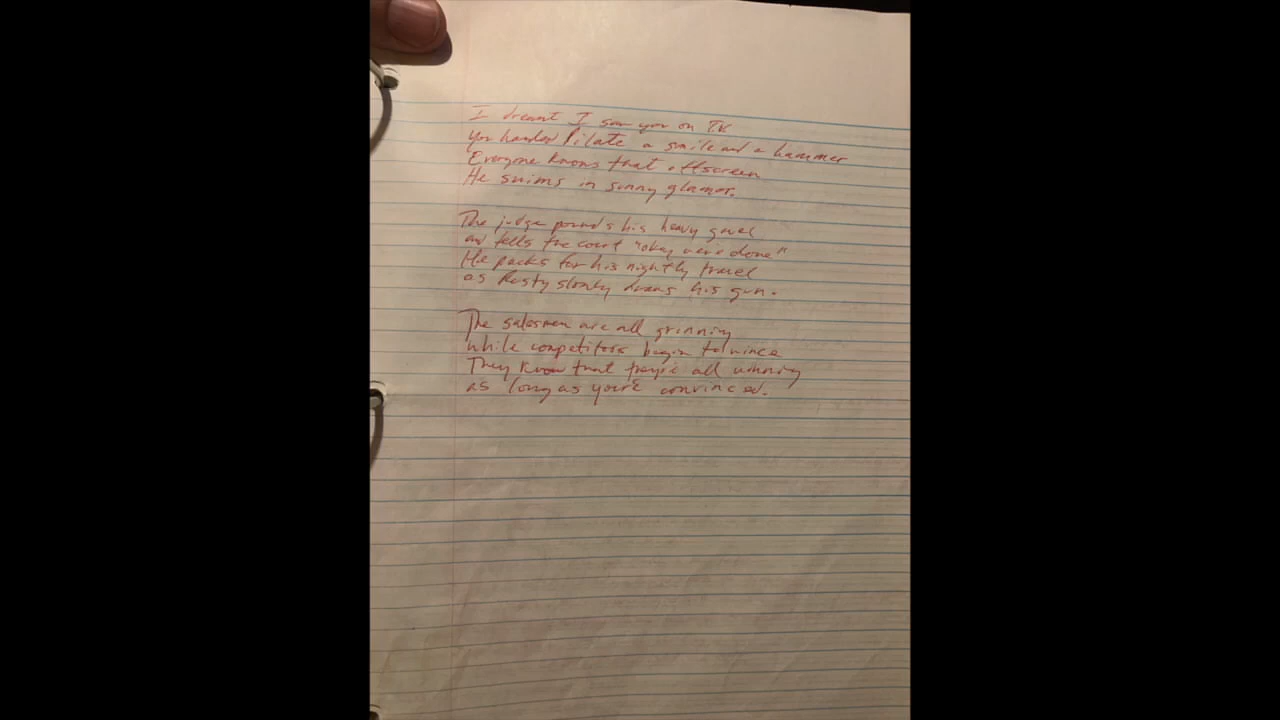 I dreamt I saw you on T.V.
You handed Pilate a smile and a hammer
Everyone knows that offscreen
He swims in sunny glamor.
The judge pounds his heavy gavel
and tells the court "okay we're done"
He packs for his nightly travel
as Rusty slowly draws his gun.
The salesmen are all grinning
while competitors begin to wince
They know that they're all winning
as long as you're convinced.